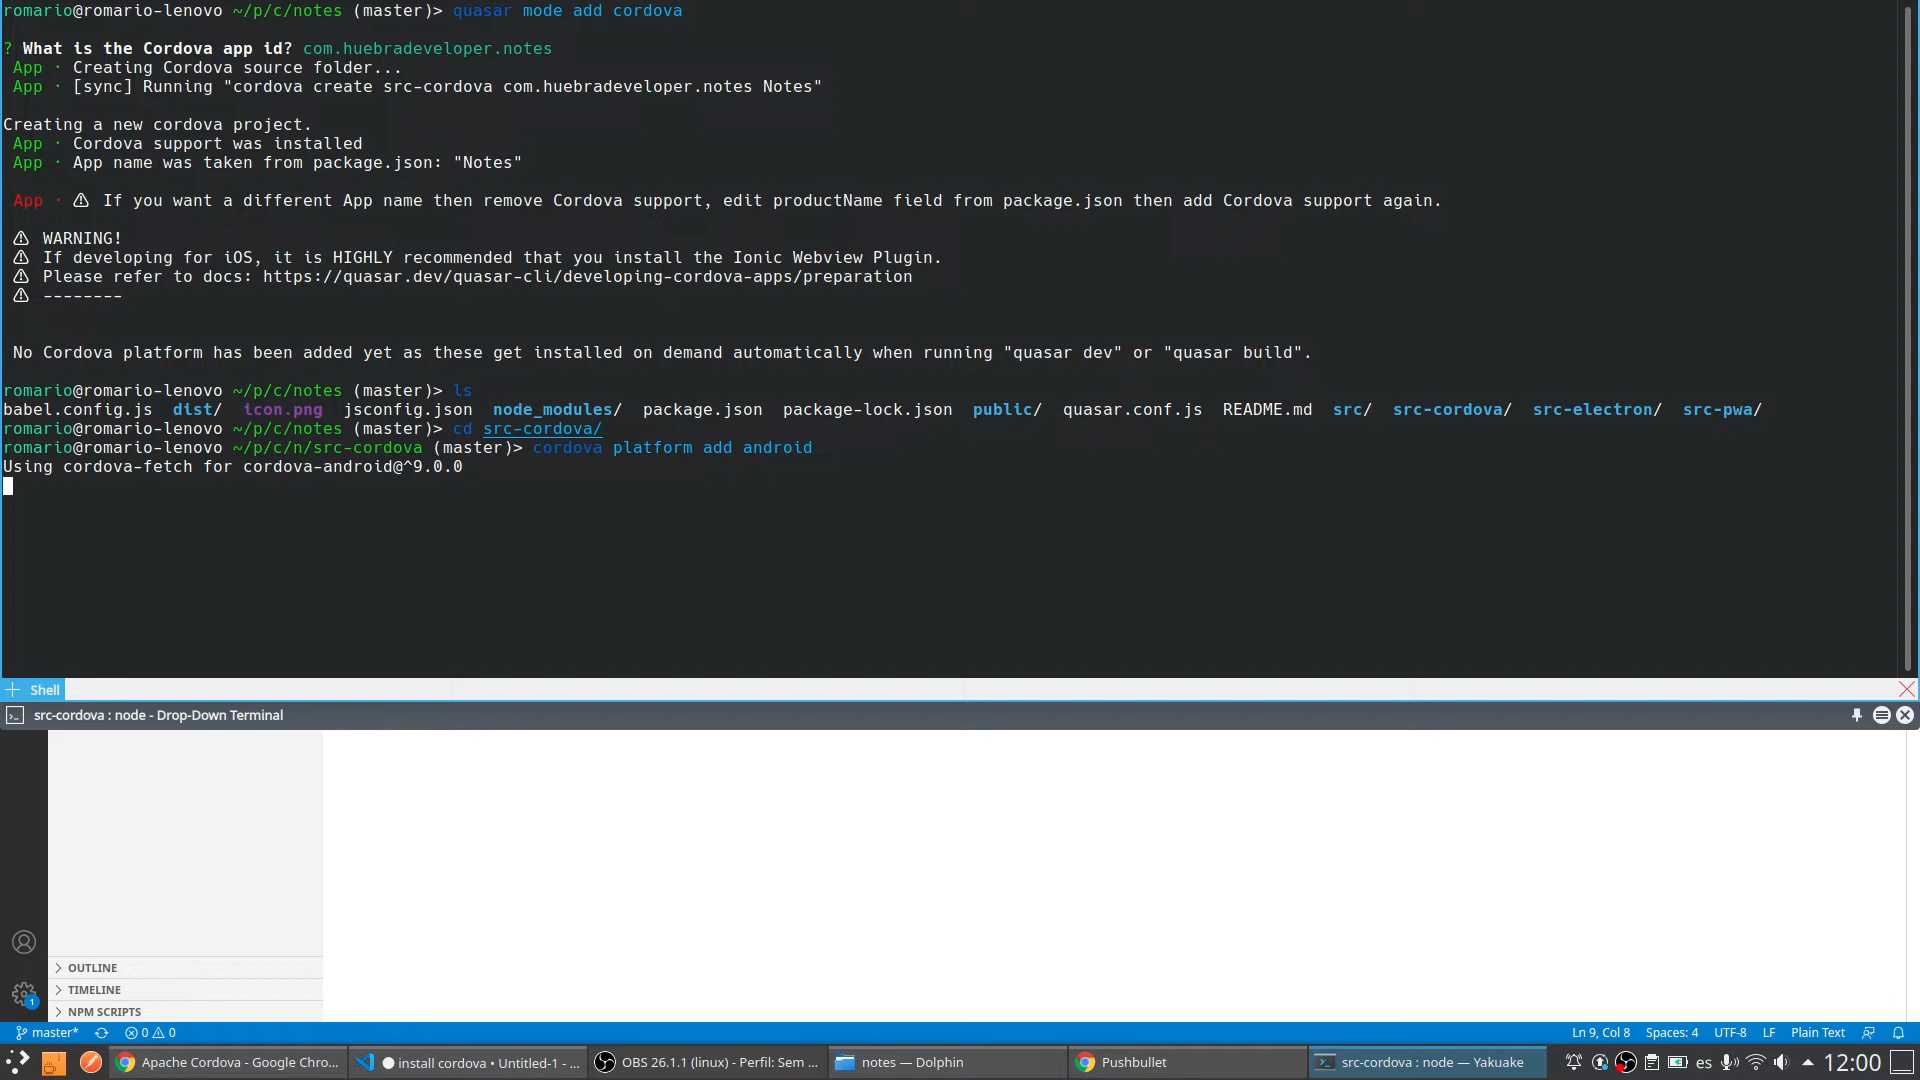 romario@romario-lenovo ~/p/c/notes (master)> quasar mode add cordova
? What is the Cordova app id? com.huebradeveloper.notes
App · Creating Cordova source folder...
App · [sync] Running "cordova create src-cordova com.huebradeveloper.notes Notes"
Creating a new cordova project.
App · Cordova support was installed
App · App name was taken from package.json: "Notes"
App · ⚠ If you want a different App name then remove Cordova support, edit productName field from package.json then add Cordova support again.
⚠ WARNING!
⚠ If developing for iOS, it is HIGHLY recommended that you install the Ionic Webview Plugin.
⚠ Please refer to docs: https://quasar.dev/quasar-cli/developing-cordova-apps/preparation
⚠ --------
No Cordova platform has been added yet as these get installed on demand automatically when running "quasar dev" or "quasar build".
romario@romario-lenovo ~/p/c/notes (master)> ls
babel.config.js dist/ icon.png jsconfig.json node_modules/ package.json package-lock.json public/ quasar.conf.js README.md src/ src-cordova/ src-electron/ src-pwa/
romario@romario-lenovo ~/p/c/notes (master)> cd src-cordova/
romario@romario-lenovo ~/p/c/n/src-cordova (master)> cordova platform add android
Using cordova-fetch for cordova-android@^9.0.0
Shell
src-cordova : node - Drop-Down Terminal
OUTLINE
TIMELINE
1
NPM SCRIPTS
master* 0 0 Ln 9, Col 8 Spaces: 4 UTF-8 LF Plain Text
Apache Cordova - Google Chro... install cordova • Untitled-1 - ... OBS 26.1.1 (linux) - Perfil: Sem ... notes — Dolphin Pushbullet src-cordova : node — Yakuake es 12:00